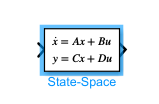 ẋ = Ax + Bu
y = Cx + Du
State-Space